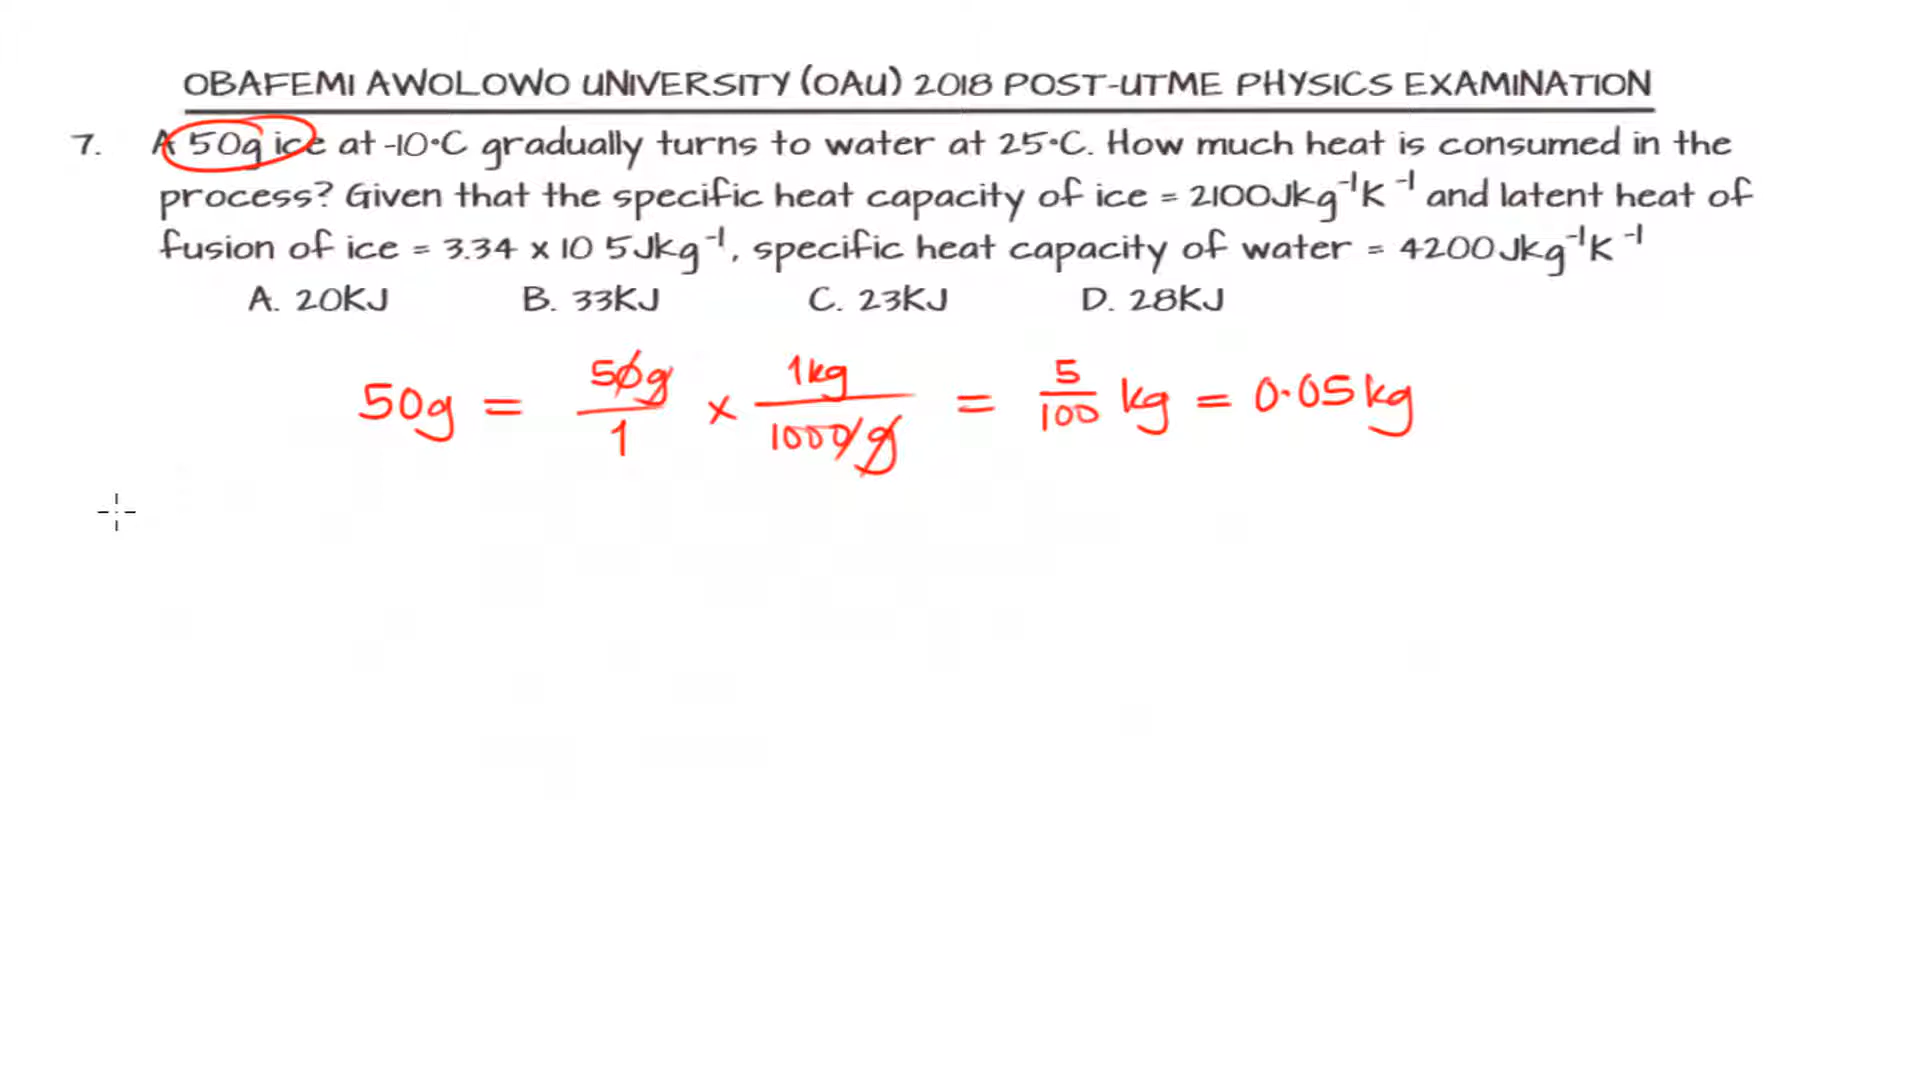 OBAFEMI AWOLOWO UNIVERSITY (OAU) 2018 POST-UTME PHYSICS EXAMINATION
7. A 50g ice at -10•C gradually turns to water at 25•C. How much heat is consumed in the
process? Given that the specific heat capacity of ice = 2100Jkg⁻¹K⁻¹ and latent heat of
fusion of ice = 3.34 x 10 5Jkg⁻¹, specific heat capacity of water = 4200Jkg⁻¹K⁻¹
A. 20KJ B. 33KJ C. 23KJ D. 28KJ
50g = 50g/1 × 1kg/1000g = 5/100 kg = 0.05kg